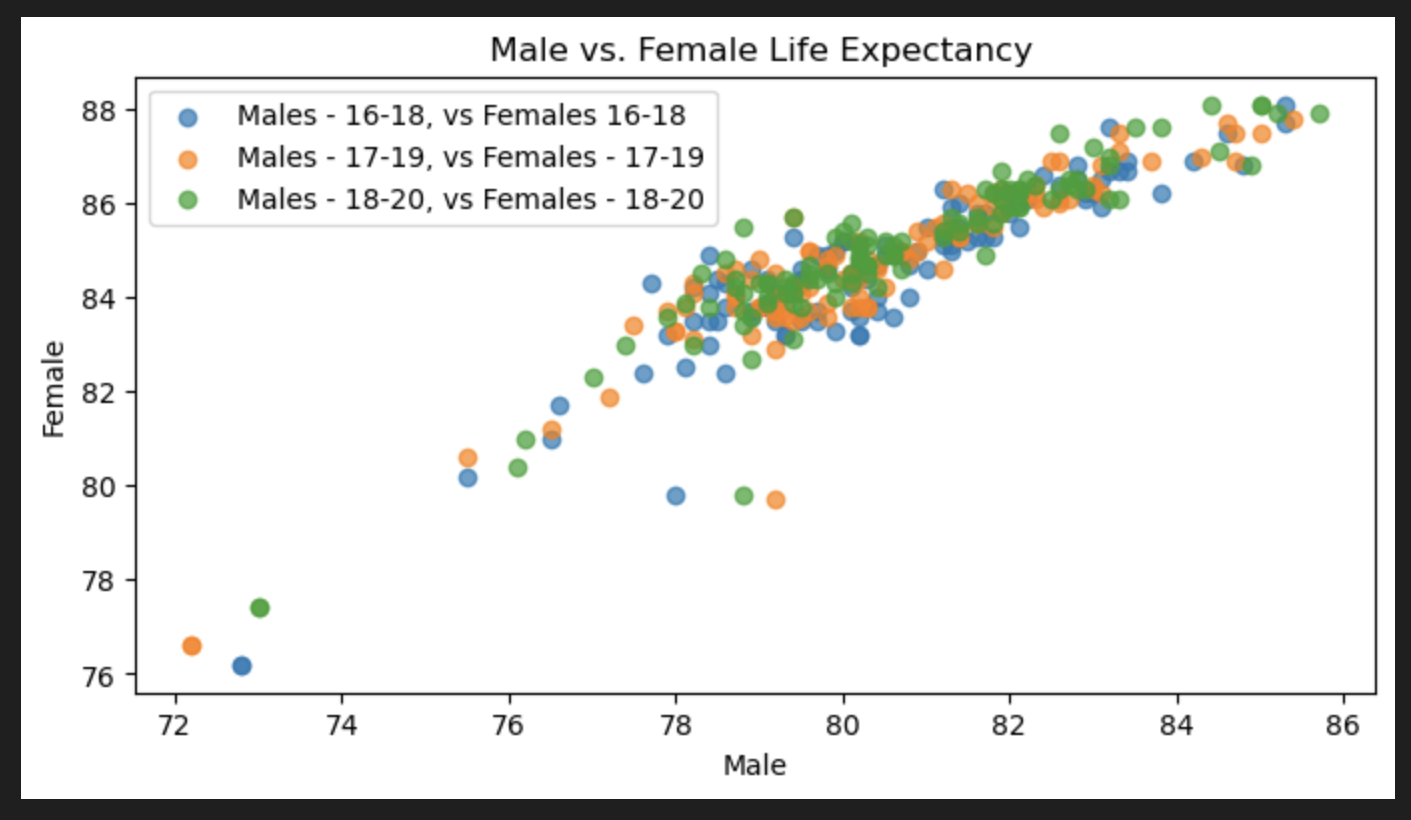 Male vs. Female Life Expectancy
Males - 16-18, vs Females 16-18
Males - 17-19, vs Females - 17-19
Males - 18-20, vs Females - 18-20
88
86
84
82
80
78
76
Female
72 74 76 78 80 82 84 86
Male